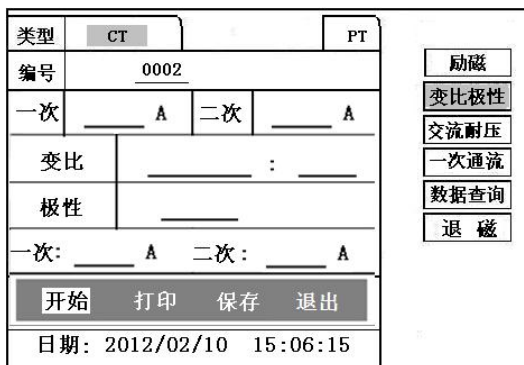 类型 CT PT
编号 0002
一次 A 二次 A
变比 :
极性
一次: A 二次: A
开始 打印 保存 退出
日期: 2012/02/10 15:06:15
励磁
变比极性
交流耐压
一次通流
数据查询
退 磁